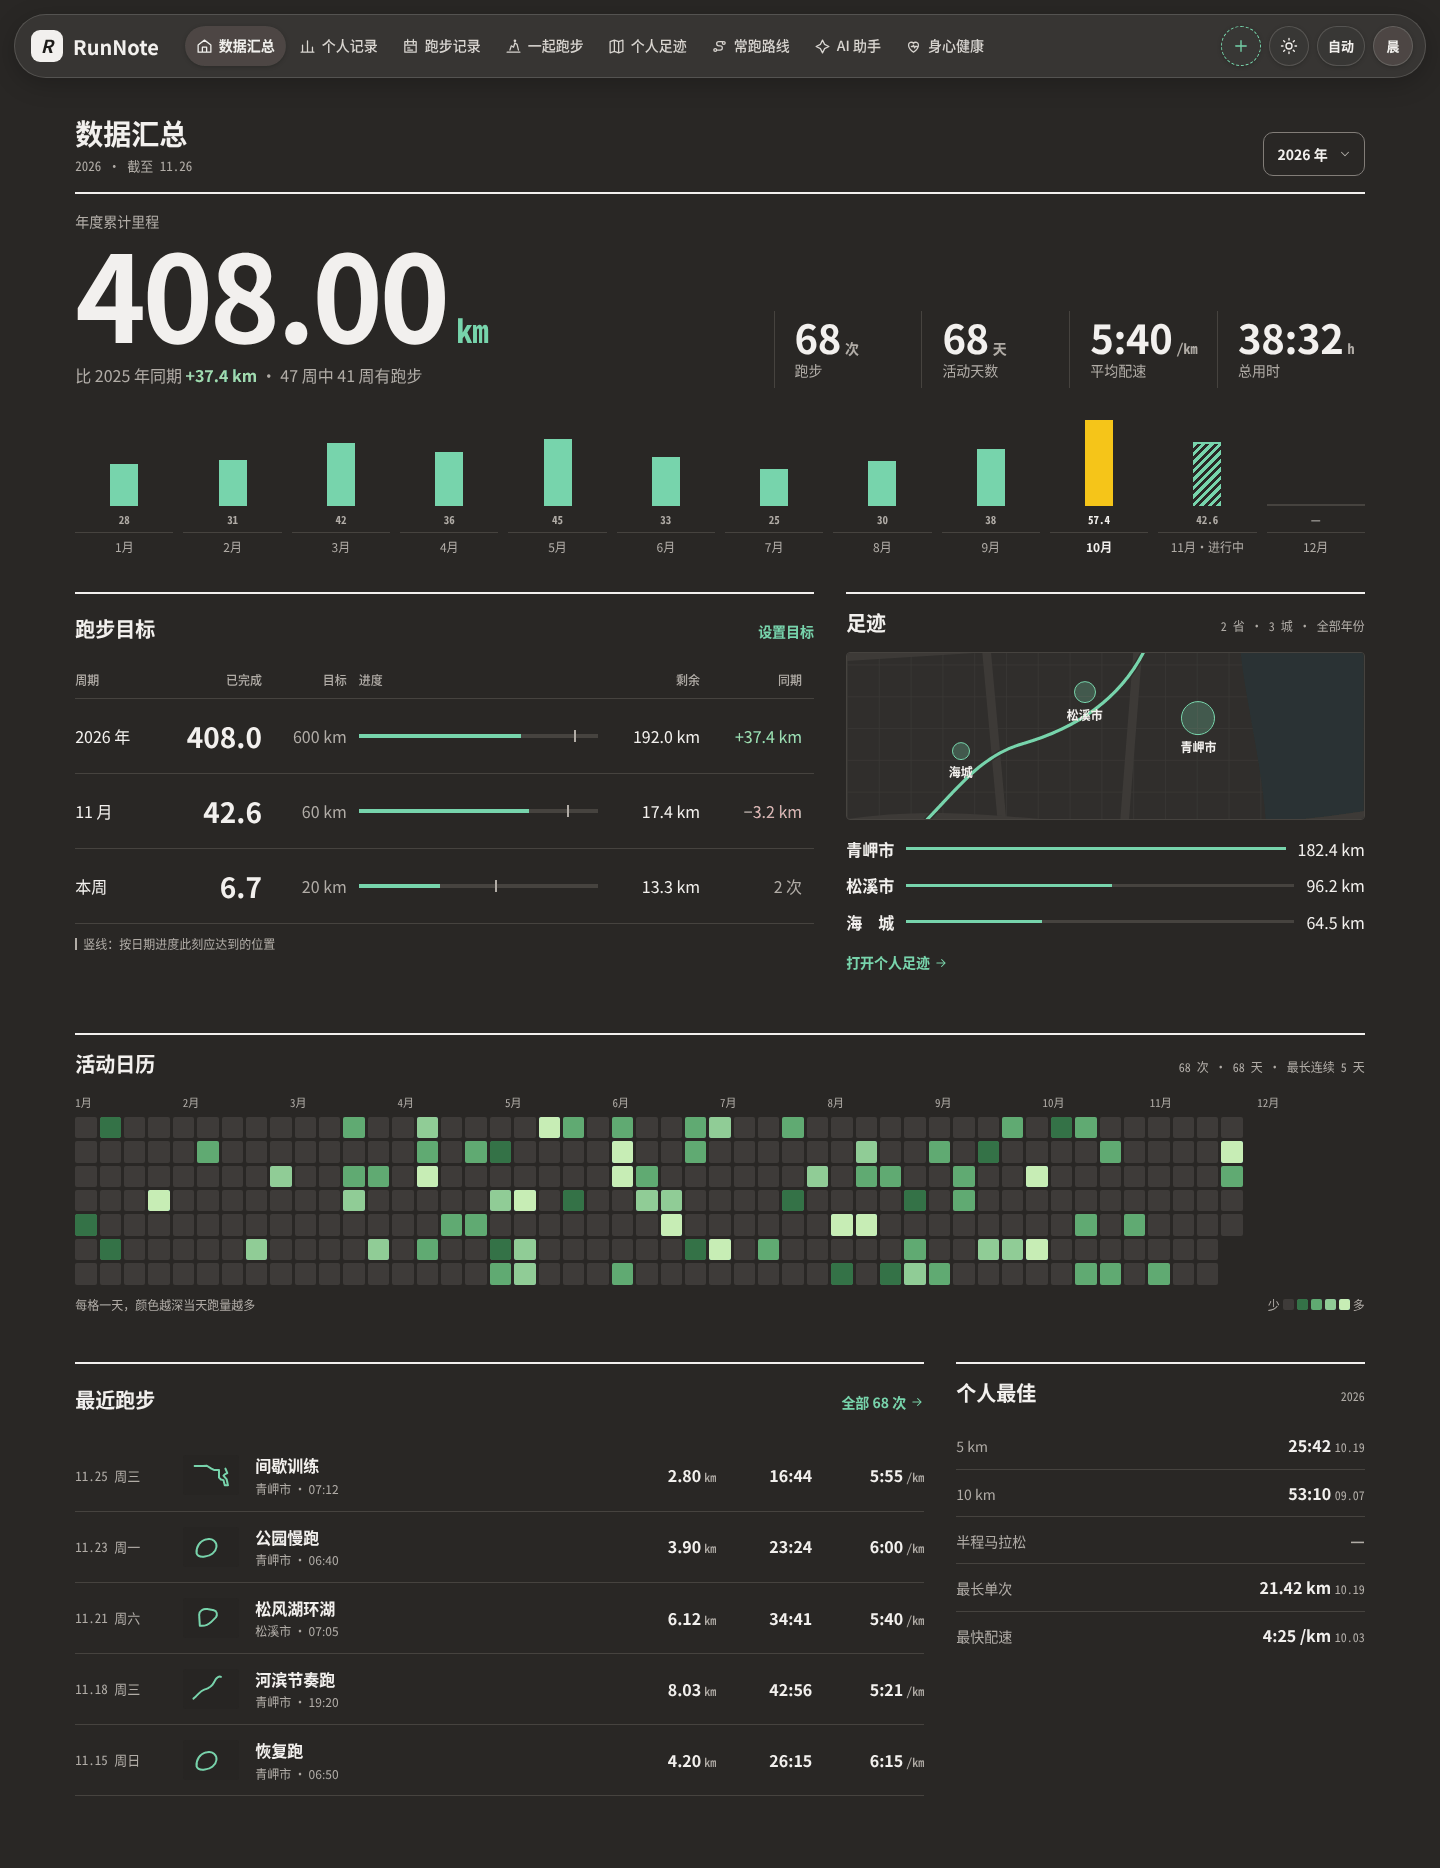 R RunNote 数据汇总 个人记录 跑步记录 一起跑步 个人足迹 常跑路线 AI 助手 身心健康 自动 晨
数据汇总
2026 · 截至 11.26
2026 年
年度累计里程
408.00 km
比 2025 年同期 +37.4 km · 47 周中 41 周有跑步
68 次
跑步
68 天
活动天数
5:40 /km
平均配速
38:32 h
总用时
28 31 42 36 45 33 25 30 38 57.4 42.6 —
1月 2月 3月 4月 5月 6月 7月 8月 9月 10月 11月·进行中 12月
跑步目标 设置目标
周期 已完成 目标 进度 剩余 同期
2026 年 408.0 600 km 192.0 km +37.4 km
11 月 42.6 60 km 17.4 km −3.2 km
本周 6.7 20 km 13.3 km 2 次
竖线：按日期进度此刻应达到的位置
足迹 2 省 · 3 城 · 全部年份
松溪市
青岬市
海城
青岬市 182.4 km
松溪市 96.2 km
海 城 64.5 km
打开个人足迹 →
活动日历 68 次 · 68 天 · 最长连续 5 天
1月 2月 3月 4月 5月 6月 7月 8月 9月 10月 11月 12月
每格一天，颜色越深当天跑量越多 少 多
最近跑步 全部 68 次 →
11.25 周三 间歇训练 2.80 km 16:44 5:55 /km
青岬市 · 07:12
11.23 周一 公园慢跑 3.90 km 23:24 6:00 /km
青岬市 · 06:40
11.21 周六 松风湖环湖 6.12 km 34:41 5:40 /km
松溪市 · 07:05
11.18 周三 河滨节奏跑 8.03 km 42:56 5:21 /km
青岬市 · 19:20
11.15 周日 恢复跑 4.20 km 26:15 6:15 /km
青岬市 · 06:50
个人最佳 2026
5 km 25:42 10.19
10 km 53:10 09.07
半程马拉松 —
最长单次 21.42 km 10.19
最快配速 4:25 /km 10.03